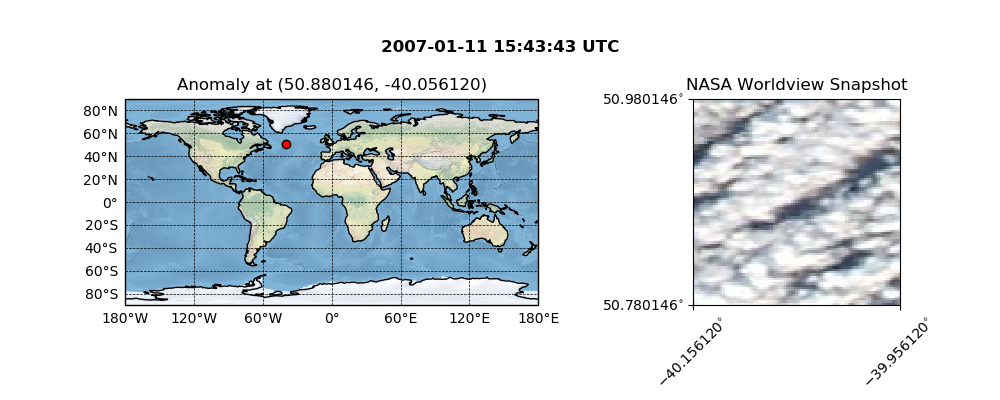 2007-01-11 15:43:43 UTC
Anomaly at (50.880146, -40.056120)
80°N
60°N
40°N
20°N
0°
20°S
40°S
60°S
80°S
180°W 120°W 60°W 0° 60°E 120°E 180°E
NASA Worldview Snapshot
50.980146°
50.780146°
−40.156120°
−39.956120°